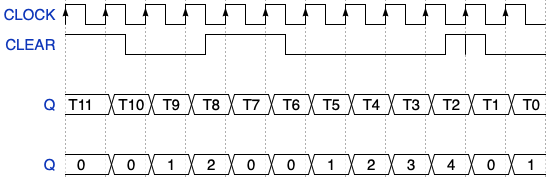 CLOCK
CLEAR
Q T11 T10 T9 T8 T7 T6 T5 T4 T3 T2 T1 T0
Q 0 0 1 2 0 0 1 2 3 4 0 1